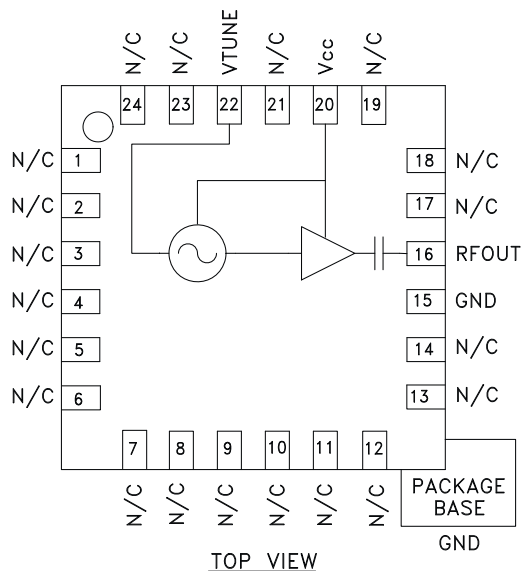 N/C N/C VTUNE N/C Vcc N/C
24 23 22 21 20 19
N/C 1
N/C 2
N/C 3
N/C 4
N/C 5
N/C 6
18 N/C
17 N/C
16 RFOUT
15 GND
14 N/C
13 N/C
7 8 9 10 11 12
N/C N/C N/C N/C N/C N/C
PACKAGE
BASE
GND
TOP VIEW